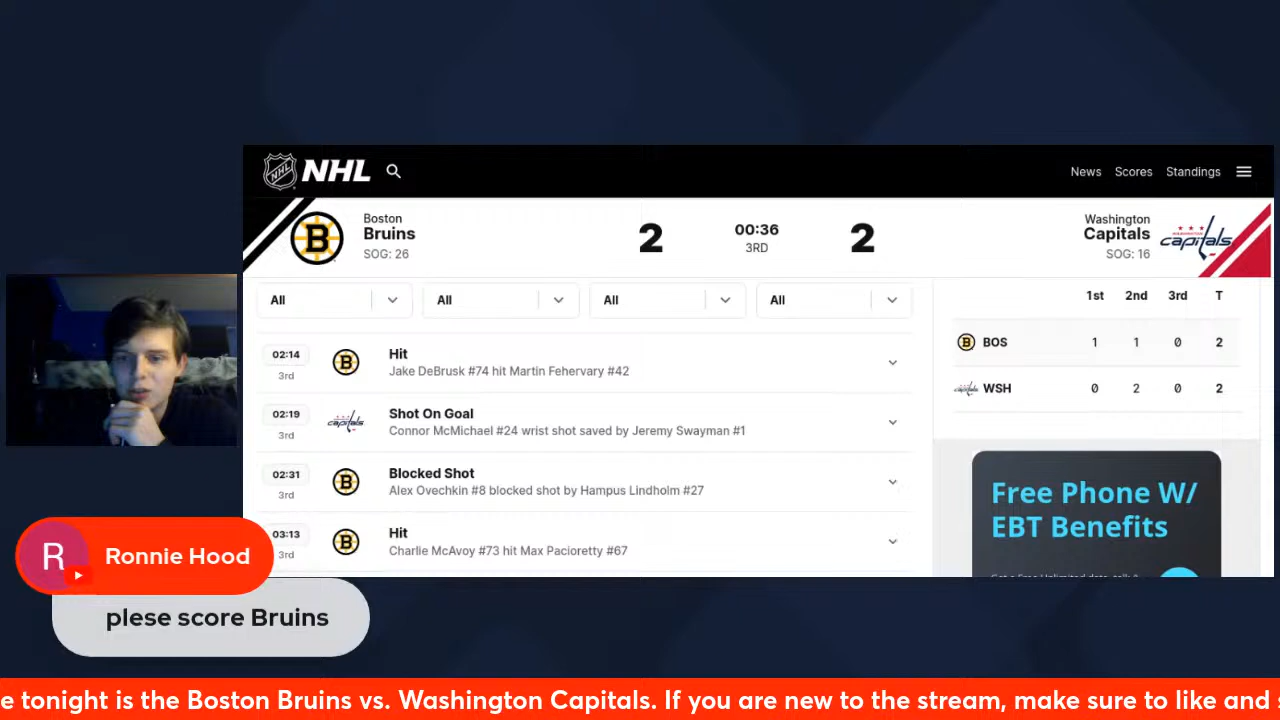 NHL
NHL
News
Scores
Standings
Boston
Bruins
SOG: 26
2
00:36
3RD
2
Washington
Capitals
SOG: 16
capitals
All
All
All
All
1st 2nd 3rd T
B BOS 1 1 0 2
capitals WSH 0 2 0 2
02:14
3rd
B
Hit
Jake DeBrusk #74 hit Martin Fehervary #42
02:19
3rd
capitals
Shot On Goal
Connor McMichael #24 wrist shot saved by Jeremy Swayman #1
02:31
3rd
B
Blocked Shot
Alex Ovechkin #8 blocked shot by Hampus Lindholm #27
03:13
3rd
B
Hit
Charlie McAvoy #73 hit Max Pacioretty #67
Free Phone W/
EBT Benefits
R
Ronnie Hood
plese score Bruins
e tonight is the Boston Bruins vs. Washington Capitals. If you are new to the stream, make sure to like and